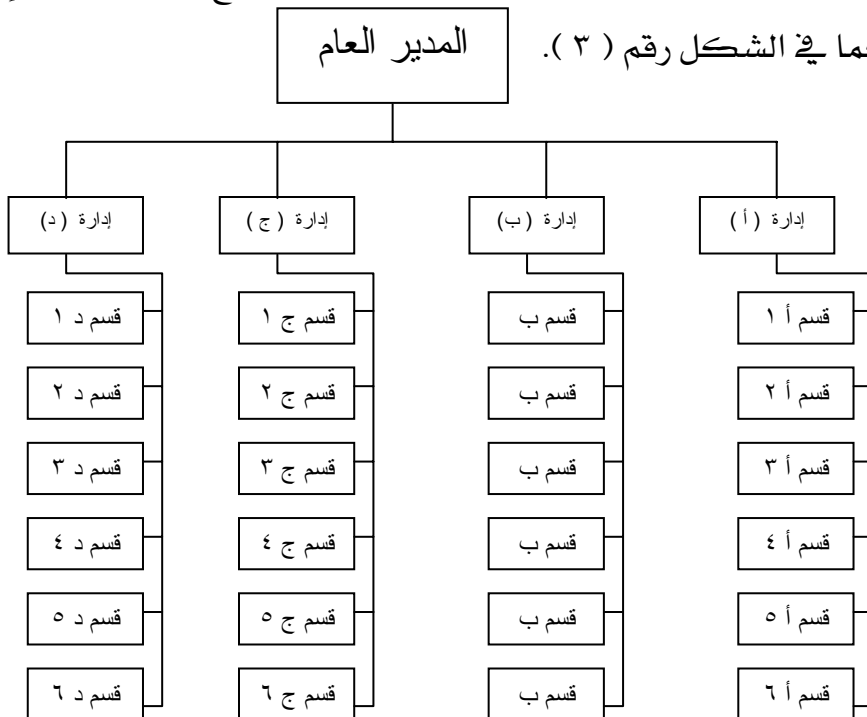 المدير العام
كما في الشكل رقم ( ٣ ).
إدارة ( أ )
إدارة ( ب )
إدارة ( ج )
إدارة ( د )
قسم أ ١
قسم ب
قسم ج ١
قسم د ١
قسم أ ٢
قسم ب
قسم ج ٢
قسم د ٢
قسم أ ٣
قسم ب
قسم ج ٣
قسم د ٣
قسم أ ٤
قسم ب
قسم ج ٤
قسم د ٤
قسم أ ٥
قسم ب
قسم ج ٥
قسم د ٥
قسم أ ٦
قسم ب
قسم ج ٦
قسم د ٦